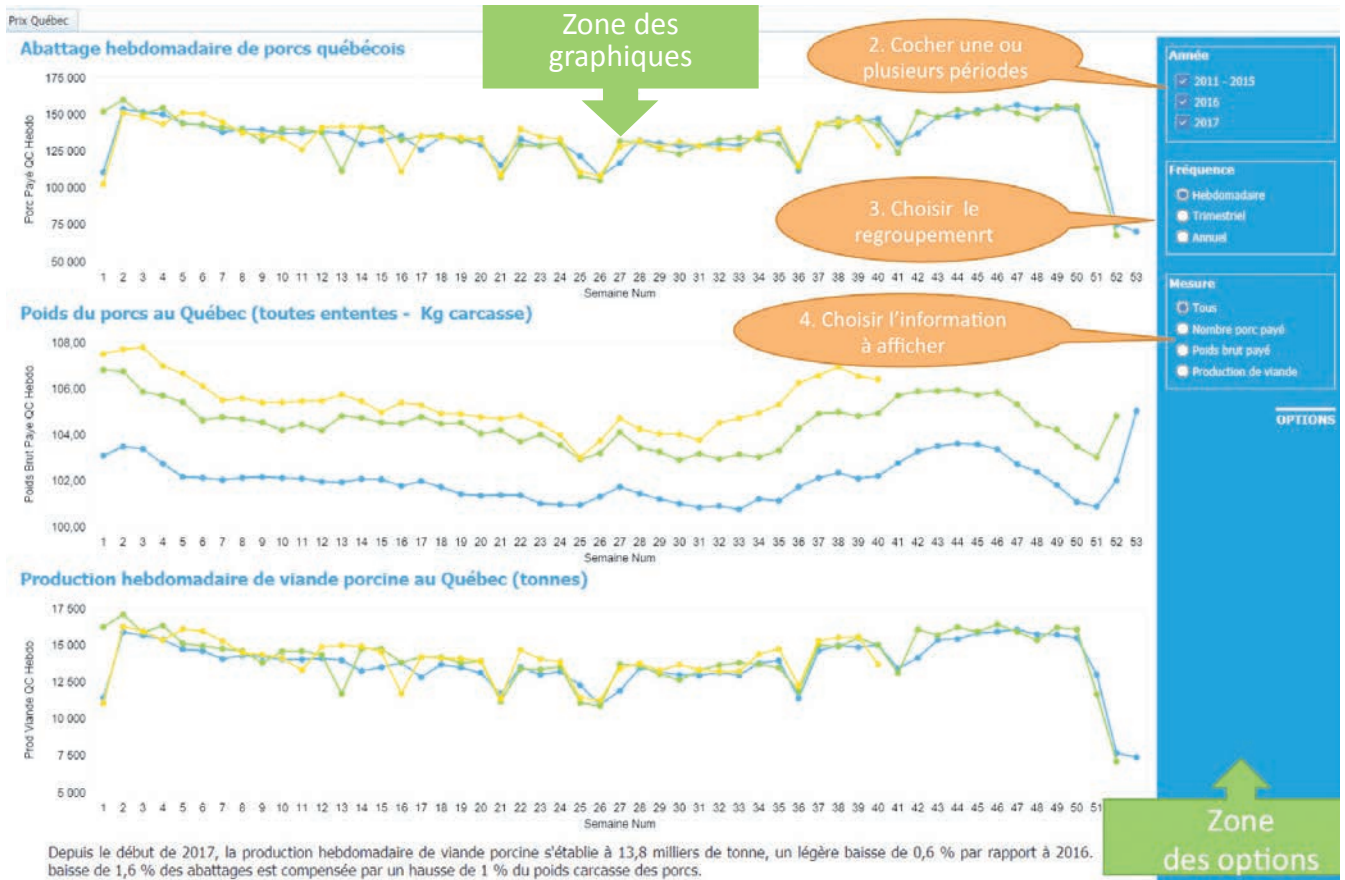 Prix Québec
Zone des
graphiques
Abattage hebdomadaire de porcs québécois
Porc Payé QC Hebdo
175 000
150 000
125 000
100 000
75 000
50 000
1 2 3 4 5 6 7 8 9 10 11 12 13 14 15 16 17 18 19 20 21 22 23 24 25 26 27 28 29 30 31 32 33 34 35 36 37 38 39 40 41 42 43 44 45 46 47 48 49 50 51 52 53
Semaine Num
Poids du porcs au Québec (toutes ententes - Kg carcasse)
Poids Brut Paye QC Hebdo
108,00
106,00
104,00
102,00
100,00
1 2 3 4 5 6 7 8 9 10 11 12 13 14 15 16 17 18 19 20 21 22 23 24 25 26 27 28 29 30 31 32 33 34 35 36 37 38 39 40 41 42 43 44 45 46 47 48 49 50 51 52 53
Semaine Num
Production hebdomadaire de viande porcine au Québec (tonnes)
Prod Viande QC Hebdo
17 500
15 000
12 500
10 000
7 500
5 000
1 2 3 4 5 6 7 8 9 10 11 12 13 14 15 16 17 18 19 20 21 22 23 24 25 26 27 28 29 30 31 32 33 34 35 36 37 38 39 40 41 42 43 44 45 46 47 48 49 50 51
Semaine Num
Depuis le début de 2017, la production hebdomadaire de viande porcine s'établie à 13,8 milliers de tonne, un légère baisse de 0,6 % par rapport à 2016.
baisse de 1,6 % des abattages est compensée par un hausse de 1 % du poids carcasse des porcs.
2. Cocher une ou
plusieurs périodes
3. Choisir le
regroupemenrt
4. Choisir l'information
à afficher
Année
2011 - 2015
2016
2017
Fréquence
Hebdomadaire
Trimestriel
Annuel
Mesure
Tous
Nombre porc payé
Poids brut payé
Production de viande
OPTIONS
Zone
des options